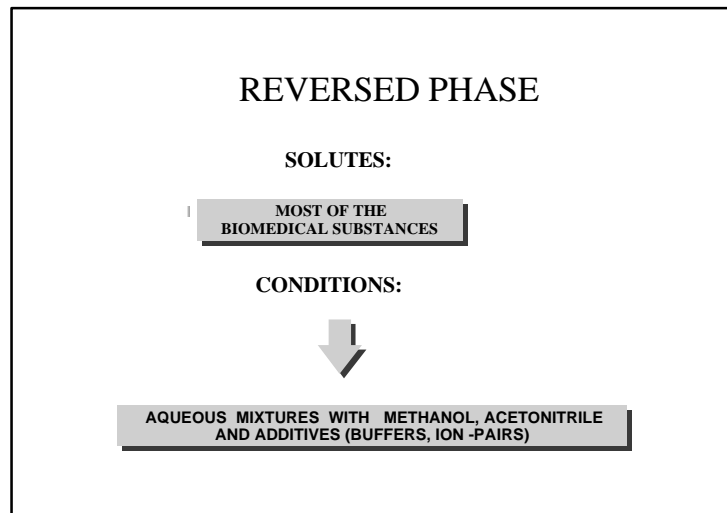 REVERSED PHASE
SOLUTES:
MOST OF THE
BIOMEDICAL SUBSTANCES
CONDITIONS:
AQUEOUS MIXTURES WITH METHANOL, ACETONITRILE
AND ADDITIVES (BUFFERS, ION -PAIRS)